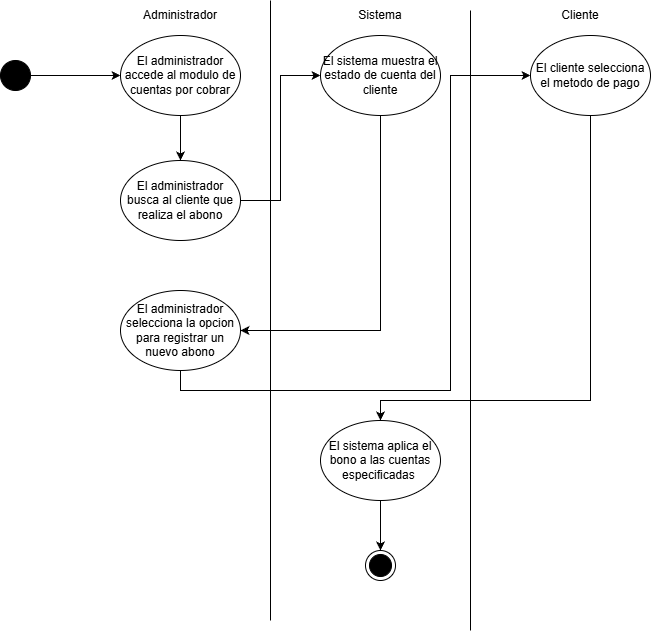 Administrador
Sistema
Cliente
El administrador
accede al modulo de
cuentas por cobrar
El sistema muestra el
estado de cuenta del
cliente
El cliente selecciona
el metodo de pago
El administrador
busca al cliente que
realiza el abono
El administrador
selecciona la opcion
para registrar un
nuevo abono
El sistema aplica el
bono a las cuentas
especificadas